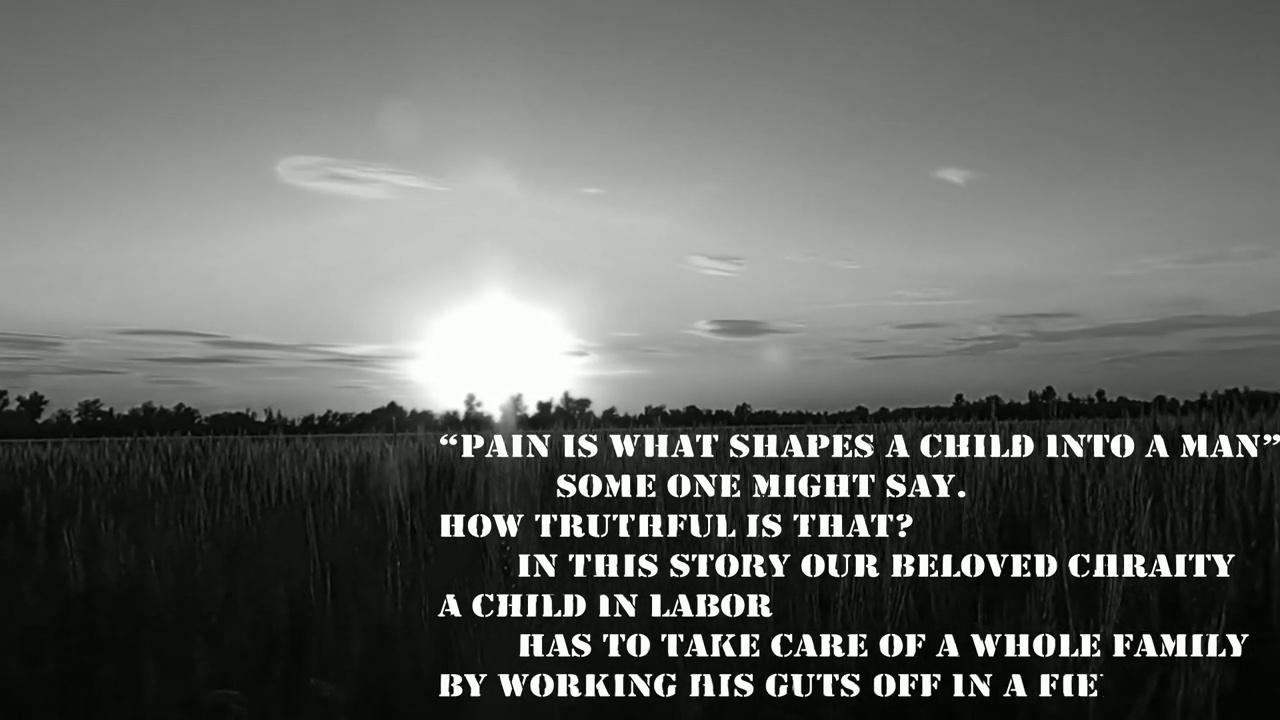 “PAIN IS WHAT SHAPES A CHILD INTO A MAN”
SOME ONE MIGHT SAY.
HOW TRUTHFUL IS THAT?
IN THIS STORY OUR BELOVED CHRAITY
A CHILD IN LABOR
HAS TO TAKE CARE OF A WHOLE FAMILY
BY WORKING HIS GUTS OFF IN A FIE